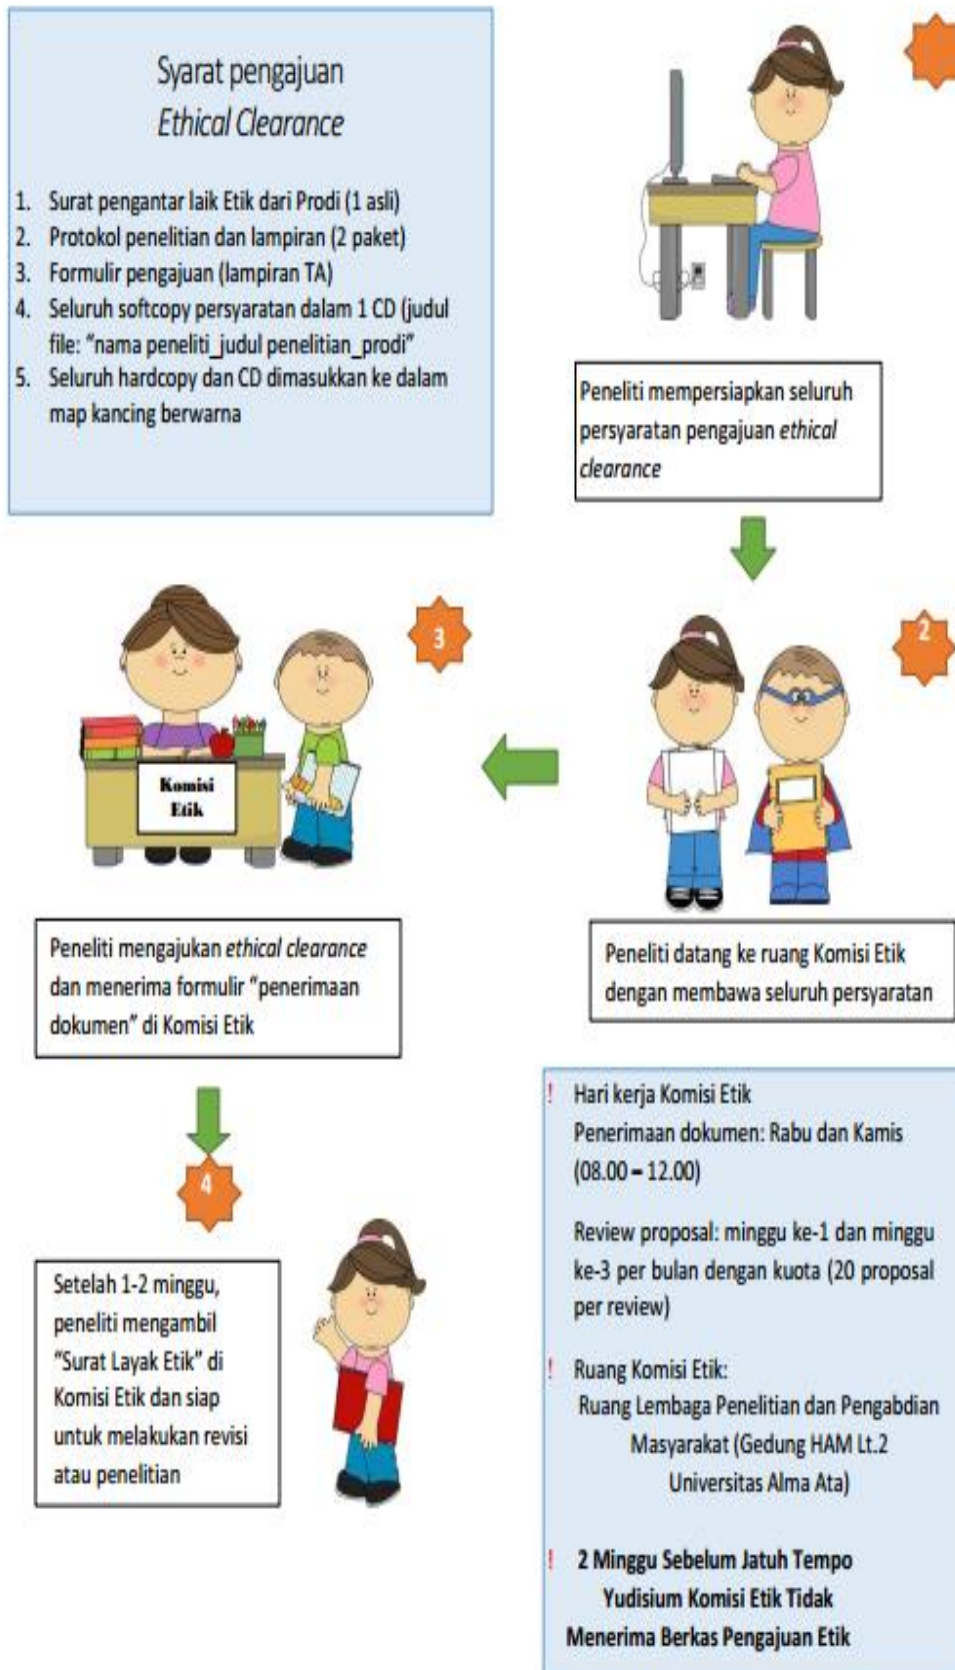 Syarat pengajuan
Ethical Clearance
1. Surat pengantar laik Etik dari Prodi (1 asli)
2. Protokol penelitian dan lampiran (2 paket)
3. Formulir pengajuan (lampiran TA)
4. Seluruh softcopy persyaratan dalam 1 CD (judul
file: “nama peneliti_judul penelitian_prodi”
5. Seluruh hardcopy dan CD dimasukkan ke dalam
map kancing berwarna
Peneliti mempersiapkan seluruh
persyaratan pengajuan ethical
clearance
2
Peneliti datang ke ruang Komisi Etik
dengan membawa seluruh persyaratan
3
Komisi
Etik
Peneliti mengajukan ethical clearance
dan menerima formulir “penerimaan
dokumen” di Komisi Etik
4
Setelah 1-2 minggu,
peneliti mengambil
“Surat Layak Etik” di
Komisi Etik dan siap
untuk melakukan revisi
atau penelitian
! Hari kerja Komisi Etik
Penerimaan dokumen: Rabu dan Kamis
(08.00 – 12.00)
Review proposal: minggu ke-1 dan minggu
ke-3 per bulan dengan kuota (20 proposal
per review)
! Ruang Komisi Etik:
Ruang Lembaga Penelitian dan Pengabdian
Masyarakat (Gedung HAM Lt.2
Universitas Alma Ata)
! 2 Minggu Sebelum Jatuh Tempo
Yudisium Komisi Etik Tidak
Menerima Berkas Pengajuan Etik